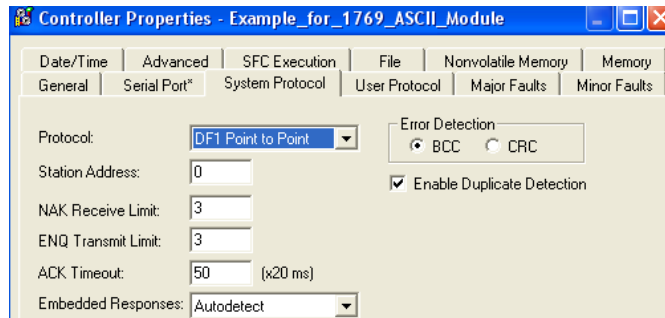 Controller Properties - Example_for_1769_ASCII_Module
Date/Time Advanced SFC Execution File Nonvolatile Memory Memory
General Serial Port* System Protocol User Protocol Major Faults Minor Faults
Protocol: DF1 Point to Point
Station Address: 0
NAK Receive Limit: 3
ENQ Transmit Limit: 3
ACK Timeout: 50 (x20 ms)
Embedded Responses: Autodetect
Error Detection
BCC CRC
Enable Duplicate Detection